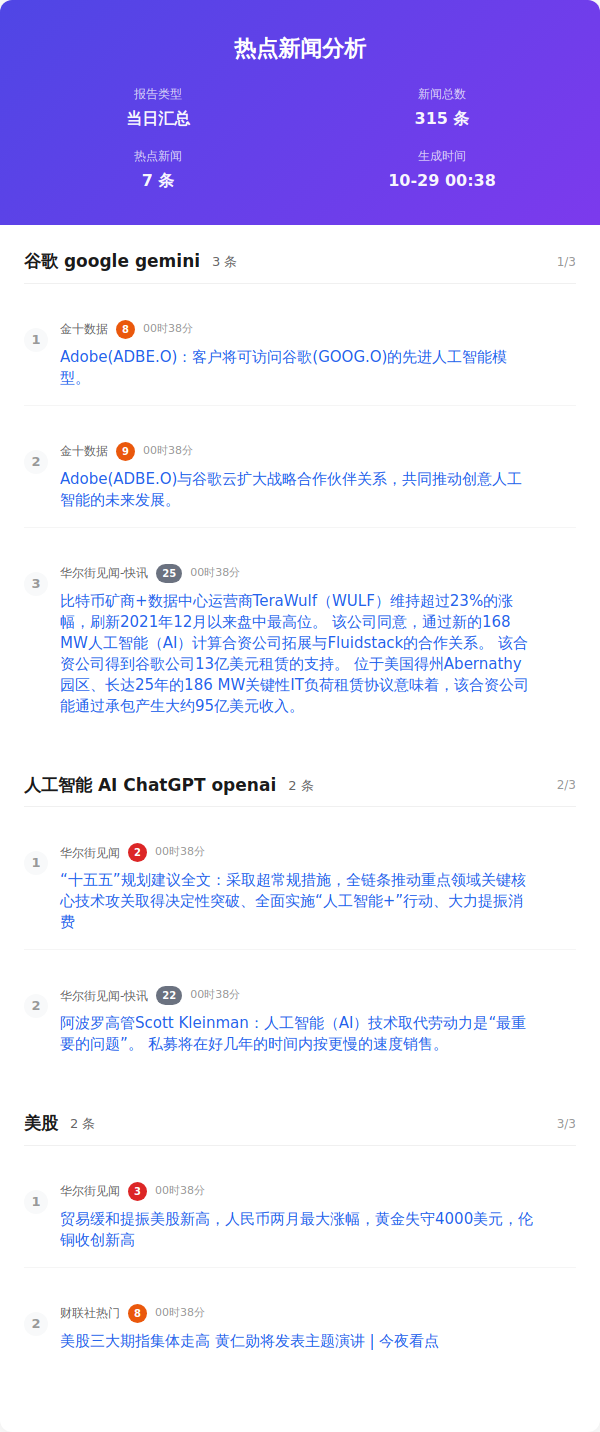 热点新闻分析
报告类型
当日汇总
新闻总数
315 条
热点新闻
7 条
生成时间
10-29 00:38
谷歌 google gemini 3 条 1/3
1
金十数据 8 00时38分
Adobe(ADBE.O)：客户将可访问谷歌(GOOG.O)的先进人工智能模
型。
2
金十数据 9 00时38分
Adobe(ADBE.O)与谷歌云扩大战略合作伙伴关系，共同推动创意人工
智能的未来发展。
3
华尔街见闻-快讯 25 00时38分
比特币矿商+数据中心运营商TeraWulf（WULF）维持超过23%的涨
幅，刷新2021年12月以来盘中最高位。 该公司同意，通过新的168
MW人工智能（AI）计算合资公司拓展与Fluidstack的合作关系。 该合
资公司得到谷歌公司13亿美元租赁的支持。 位于美国得州Abernathy
园区、长达25年的186 MW关键性IT负荷租赁协议意味着，该合资公司
能通过承包产生大约95亿美元收入。
人工智能 AI ChatGPT openai 2 条 2/3
1
华尔街见闻 2 00时38分
“十五五”规划建议全文：采取超常规措施，全链条推动重点领域关键核
心技术攻关取得决定性突破、全面实施“人工智能+”行动、大力提振消
费
2
华尔街见闻-快讯 22 00时38分
阿波罗高管Scott Kleinman：人工智能（AI）技术取代劳动力是“最重
要的问题”。 私募将在好几年的时间内按更慢的速度销售。
美股 2 条 3/3
1
华尔街见闻 3 00时38分
贸易缓和提振美股新高，人民币两月最大涨幅，黄金失守4000美元，伦
铜收创新高
2
财联社热门 8 00时38分
美股三大期指集体走高 黄仁勋将发表主题演讲 | 今夜看点